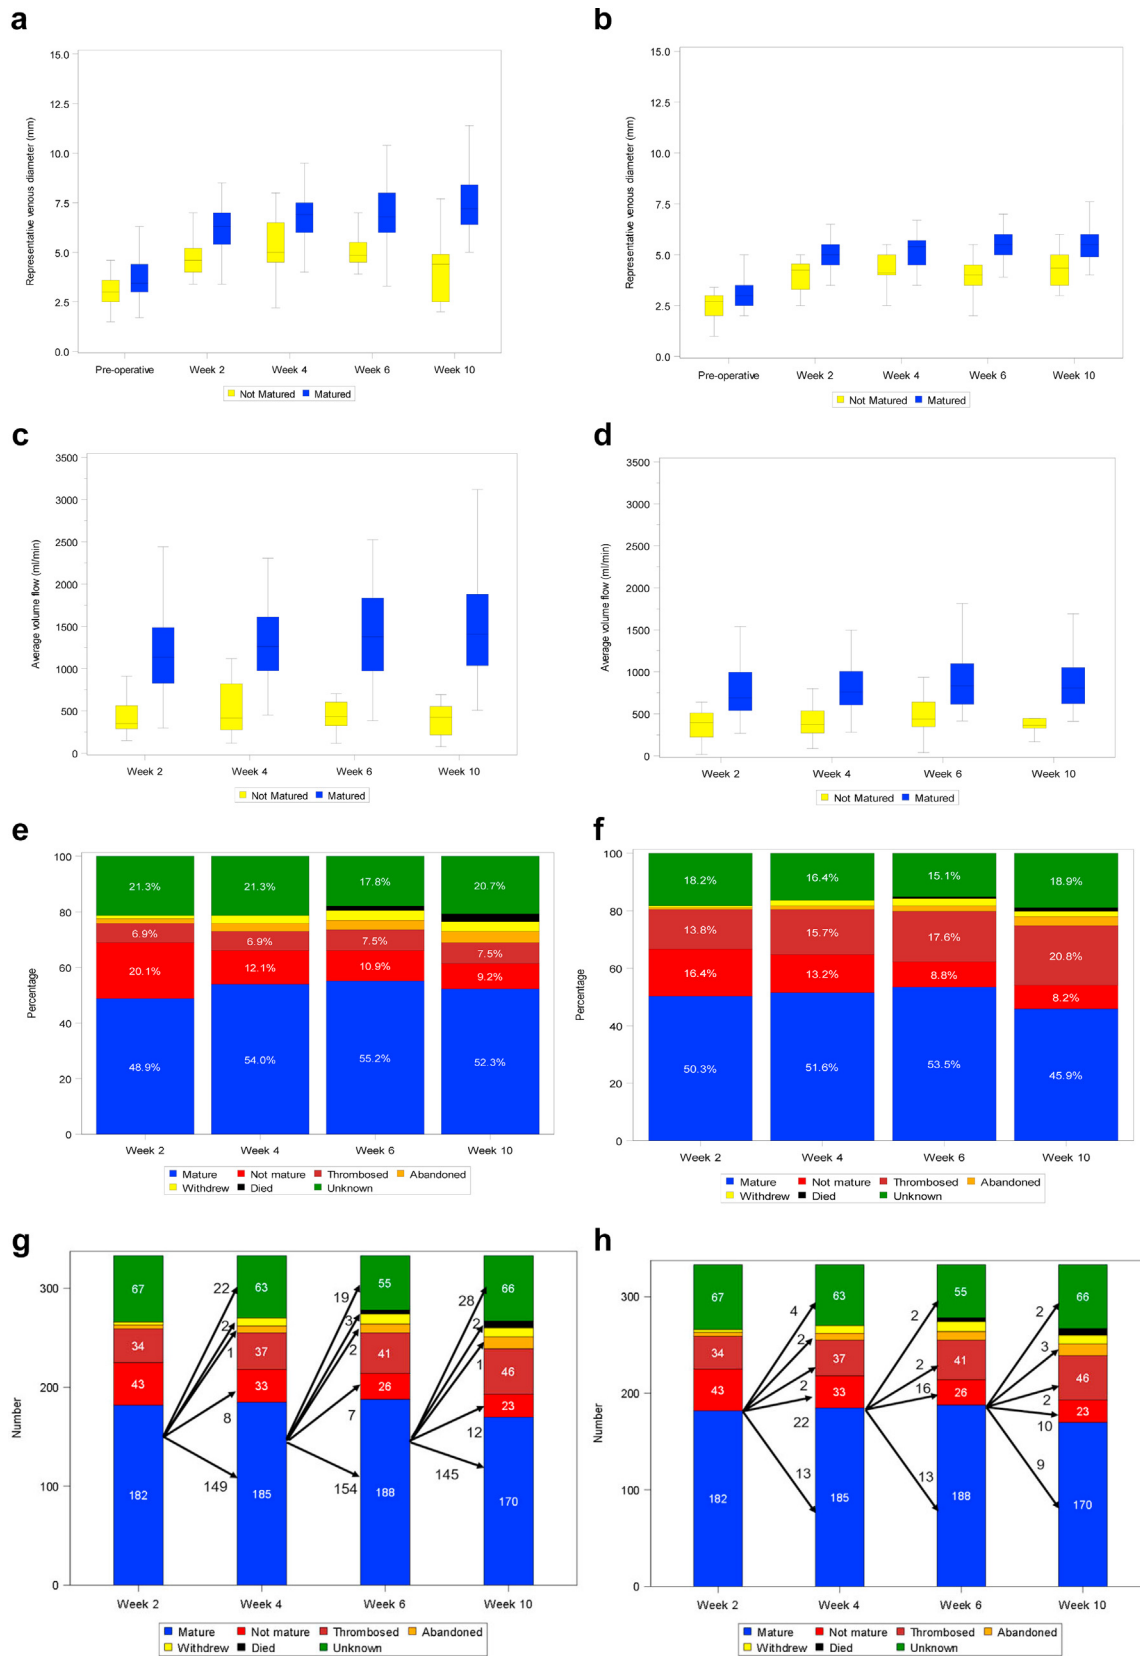 a
15.0
12.5
10.0
7.5
5.0
2.5
0.0
Representative venous diameter (mm)
Pre-operative Week 2 Week 4 Week 6 Week 10
Not Matured Matured
b
15.0
12.5
10.0
7.5
5.0
2.5
0.0
Representative venous diameter (mm)
Pre-operative Week 2 Week 4 Week 6 Week 10
Not Matured Matured
c
3500
3000
2500
2000
1500
1000
500
0
Average volume flow (ml/min)
Week 2 Week 4 Week 6 Week 10
Not Matured Matured
d
3500
3000
2500
2000
1500
1000
500
0
Average volume flow (ml/min)
Week 2 Week 4 Week 6 Week 10
Not Matured Matured
e
100
80
60
40
20
0
Percentage
21.3% 21.3% 17.8% 20.7%
6.9% 6.9% 7.5% 7.5%
20.1% 12.1% 10.9% 9.2%
48.9% 54.0% 55.2% 52.3%
Week 2 Week 4 Week 6 Week 10
Mature Not mature Thrombosed Abandoned
Withdrew Died Unknown
f
100
80
60
40
20
0
Percentage
18.2% 16.4% 15.1% 18.9%
13.8% 15.7% 17.6% 20.8%
16.4% 13.2% 8.8% 8.2%
50.3% 51.6% 53.5% 45.9%
Week 2 Week 4 Week 6 Week 10
Mature Not mature Thrombosed Abandoned
Withdrew Died Unknown
g
300
200
100
0
Number
67 63 55 66
34 37 41 46
43 33 26 23
182 185 188 170
22 19 28
2 3 2
1 2 1
8 7 12
149 154 145
Week 2 Week 4 Week 6 Week 10
Mature Not mature Thrombosed Abandoned
Withdrew Died Unknown
h
300
200
100
0
Number
67 63 55 66
34 37 41 46
43 33 26 23
182 185 188 170
4 2 2
2 2 3
2 16 2
22 13 10
13 9
Week 2 Week 4 Week 6 Week 10
Mature Not mature Thrombosed Abandoned
Withdrew Died Unknown